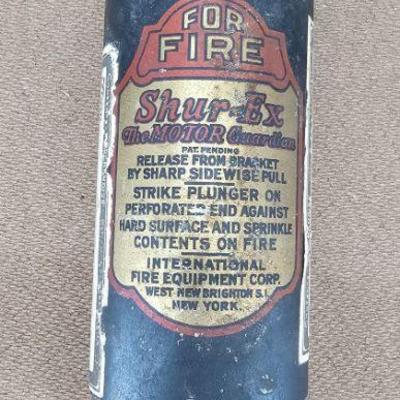 FOR
FIRE
Shur-Ex
The MOTOR Guardian
PAT. PENDING
RELEASE FROM BRACKET
BY SHARP SIDEWISE PULL
STRIKE PLUNGER ON
PERFORATED END AGAINST
HARD SURFACE AND SPRINKLE
CONTENTS ON FIRE
INTERNATIONAL
FIRE EQUIPMENT CORP.
WEST NEW BRIGHTON S.I.
NEW YORK.